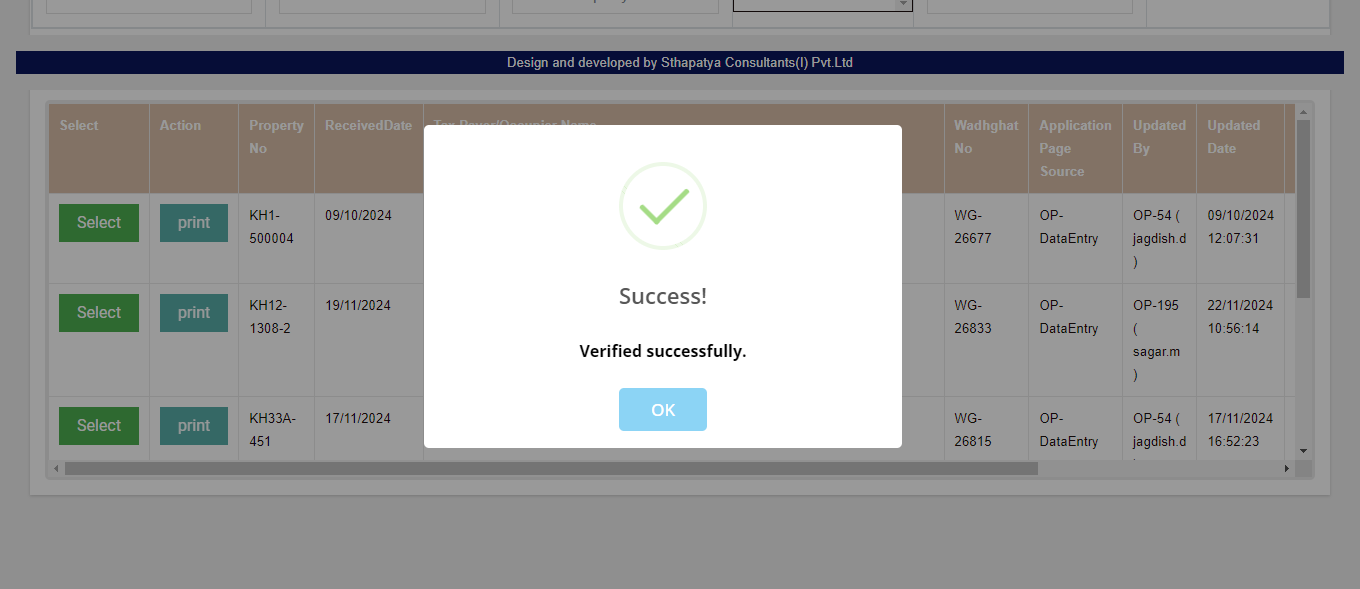 Design and developed by Sthapatya Consultants(I) Pvt.Ltd
Select Action Property ReceivedDate Wadhghat Application Updated Updated
No No Page By Date
Source
Select print KH1- 09/10/2024 WG- OP- OP-54 ( 09/10/2024
500004 26677 DataEntry jagdish.d 12:07:31
)
Select print KH12- 19/11/2024 WG- OP- OP-195 22/11/2024
1308-2 26833 DataEntry ( 10:56:14
sagar.m
)
Select print KH33A- 17/11/2024 WG- OP- OP-54 ( 17/11/2024
451 26815 DataEntry jagdish.d 16:52:23
Success!
Verified successfully.
OK